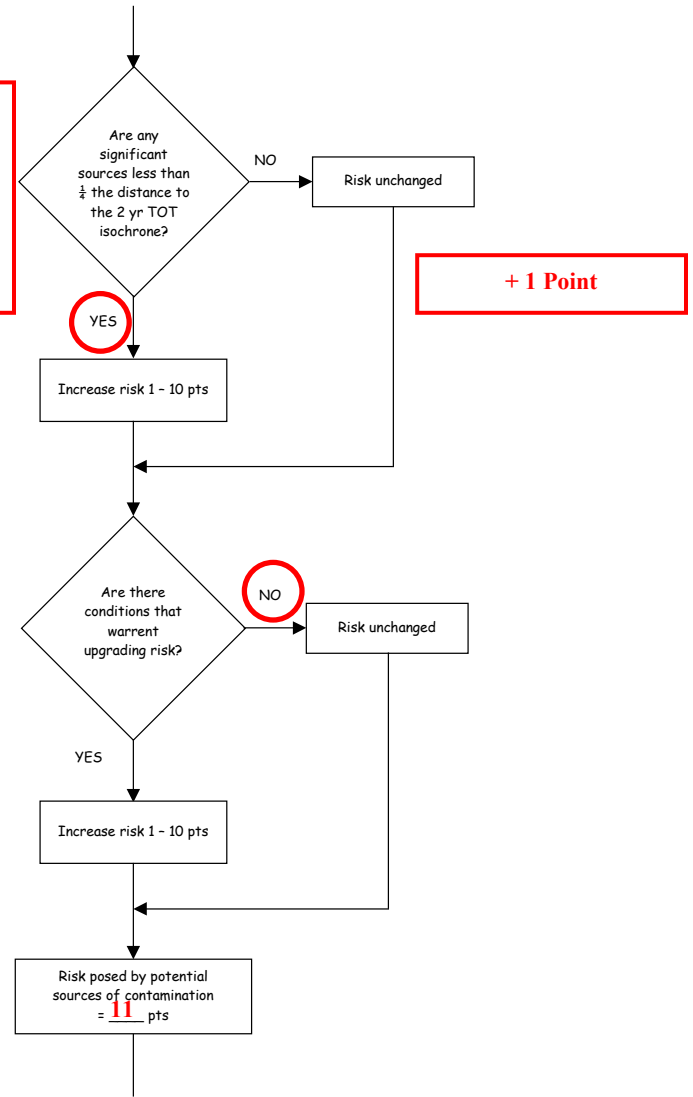 Are any
significant
sources less than
¼ the distance to
the 2 yr TOT
isochrone?
NO
Risk unchanged
+ 1 Point
YES
Increase risk 1 – 10 pts
Are there
conditions that
warrent
upgrading risk?
NO
Risk unchanged
YES
Increase risk 1 – 10 pts
Risk posed by potential
sources of contamination
= 11 pts